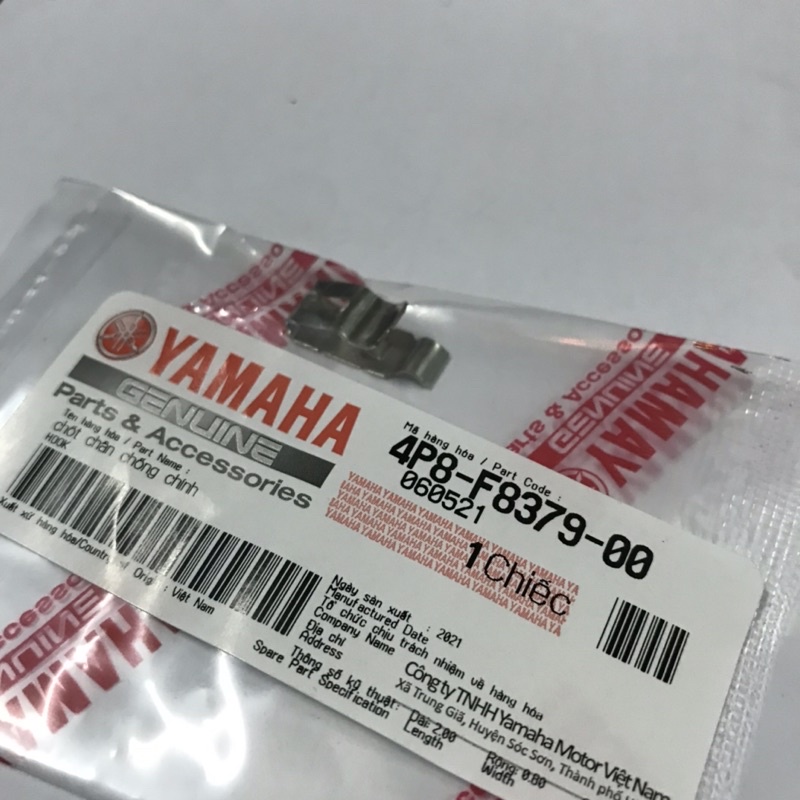 YAMAHA
GENUINE
Parts & Accessories
Tên hàng hóa / Part Name :
chốt chân chống chính
HOOK
Xuất xứ hàng hóa/Country of Orig : Việt Nam
Mã hàng hóa / Part Code :
4P8-F8379-00
060521
1 Chiếc
Ngày sản xuất : 2021
Manufactured Date
Tổ chức chịu trách nhiệm về hàng hóa
Company Name Công ty TNHH Yamaha Motor Việt Nam
Địa chỉ Xã Trung Giã, Huyện Sóc Sơn, Thành phố
Address
Thông số kỹ thuật: Dài: 2.00 Rộng: 0.80
Spare Part Specification Length Width